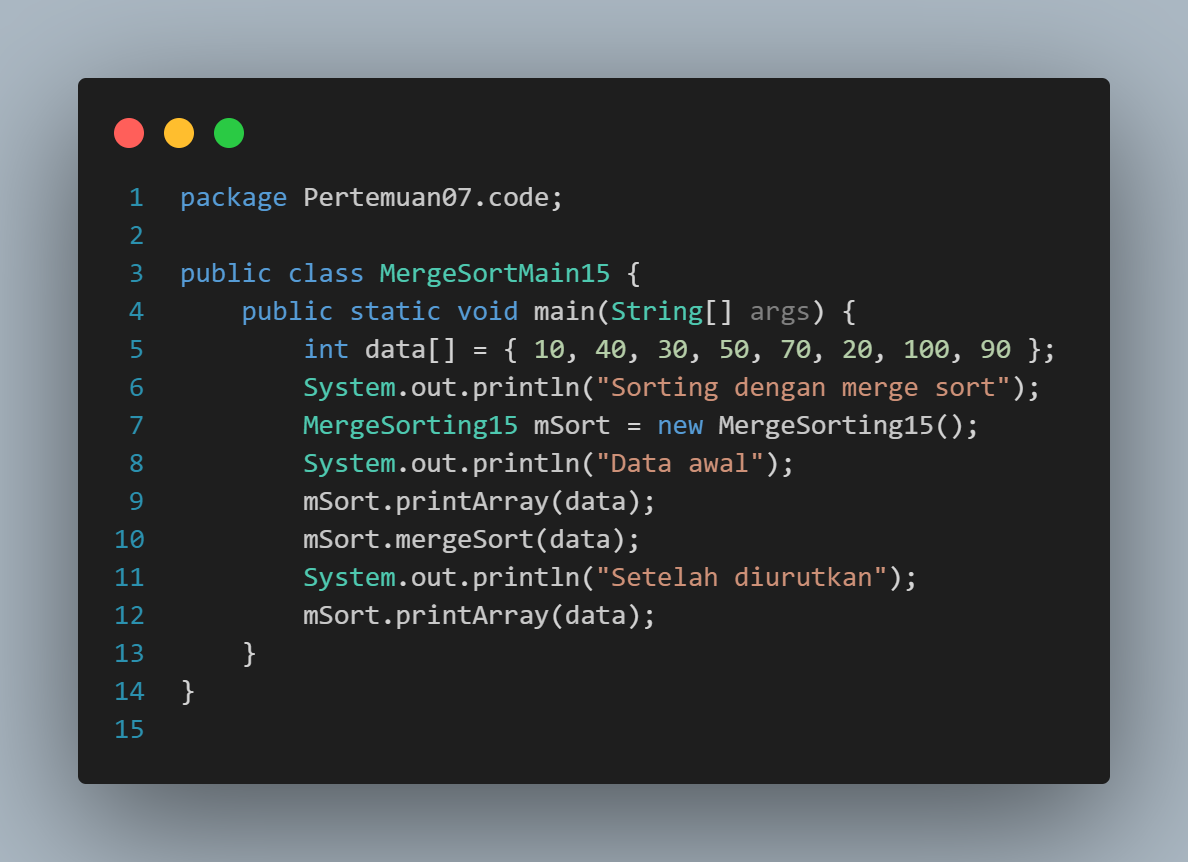 1 package Pertemuan07.code;
2
3 public class MergeSortMain15 {
4     public static void main(String[] args) {
5         int data[] = { 10, 40, 30, 50, 70, 20, 100, 90 };
6         System.out.println("Sorting dengan merge sort");
7         MergeSorting15 mSort = new MergeSorting15();
8         System.out.println("Data awal");
9         mSort.printArray(data);
10         mSort.mergeSort(data);
11         System.out.println("Setelah diurutkan");
12         mSort.printArray(data);
13     }
14 }
15